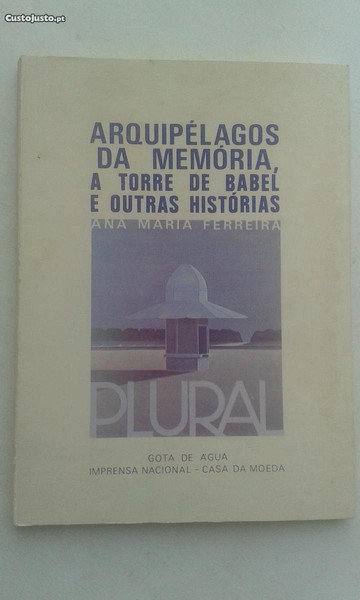 CustoJusto.pt
ARQUIPÉLAGOS
DA MEMÓRIA,
A TORRE DE BABEL
E OUTRAS HISTÓRIAS
ANA MARIA FERREIRA
PLURAL
GOTA DE AGUA
IMPRENSA NACIONAL – CASA DA MOEDA